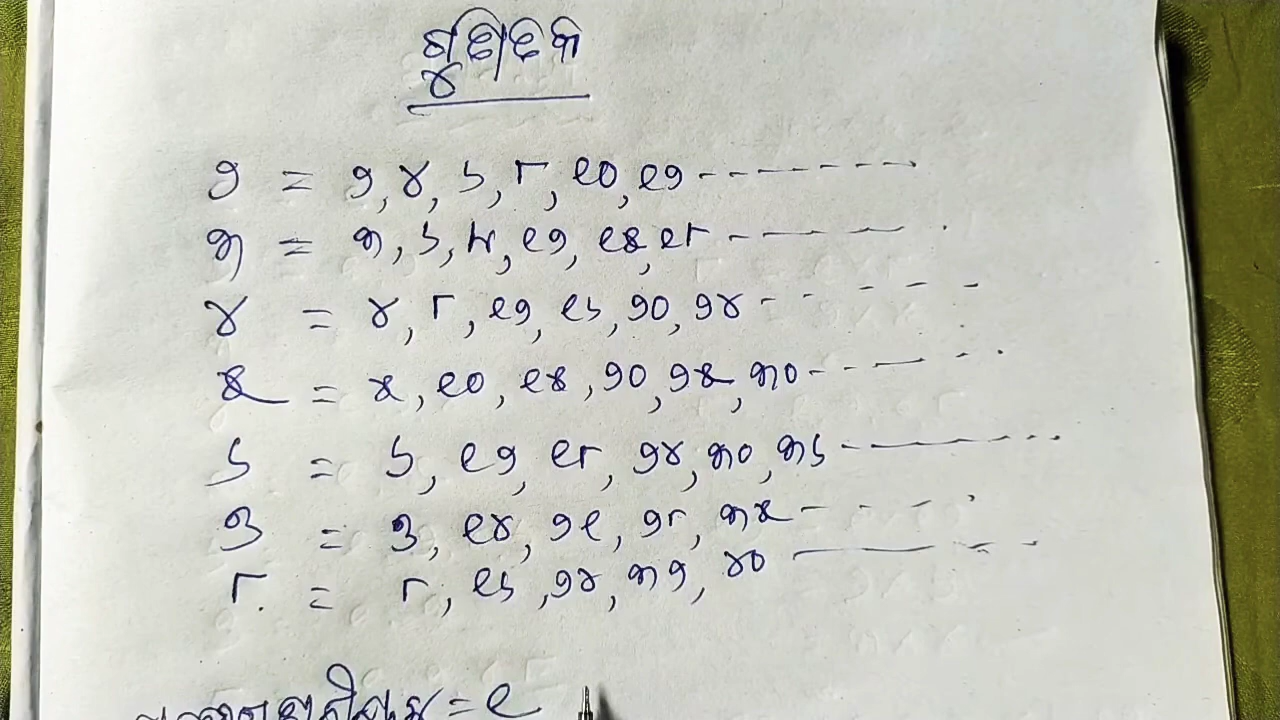 ଗୁଣିତକ
୨ = ୨, ୪, ୬, ୮, ୧୦, ୧୨ -------
୩ = ୩, ୬, ୯, ୧୨, ୧୫, ୧୮ -----
୪ = ୪, ୮, ୧୨, ୧୬, ୨୦, ୨୪ ------
୫ = ୫, ୧୦, ୧୫, ୨୦, ୨୫, ୩୦ ------
୬ = ୬, ୧୨, ୧୮, ୨୪, ୩୦, ୩୬ ------
୭ = ୭, ୧୪, ୨୧, ୨୮, ୩୫ ------
୮ = ୮, ୧୬, ୨୪, ୩୨, ୪୦ ------
= ୧